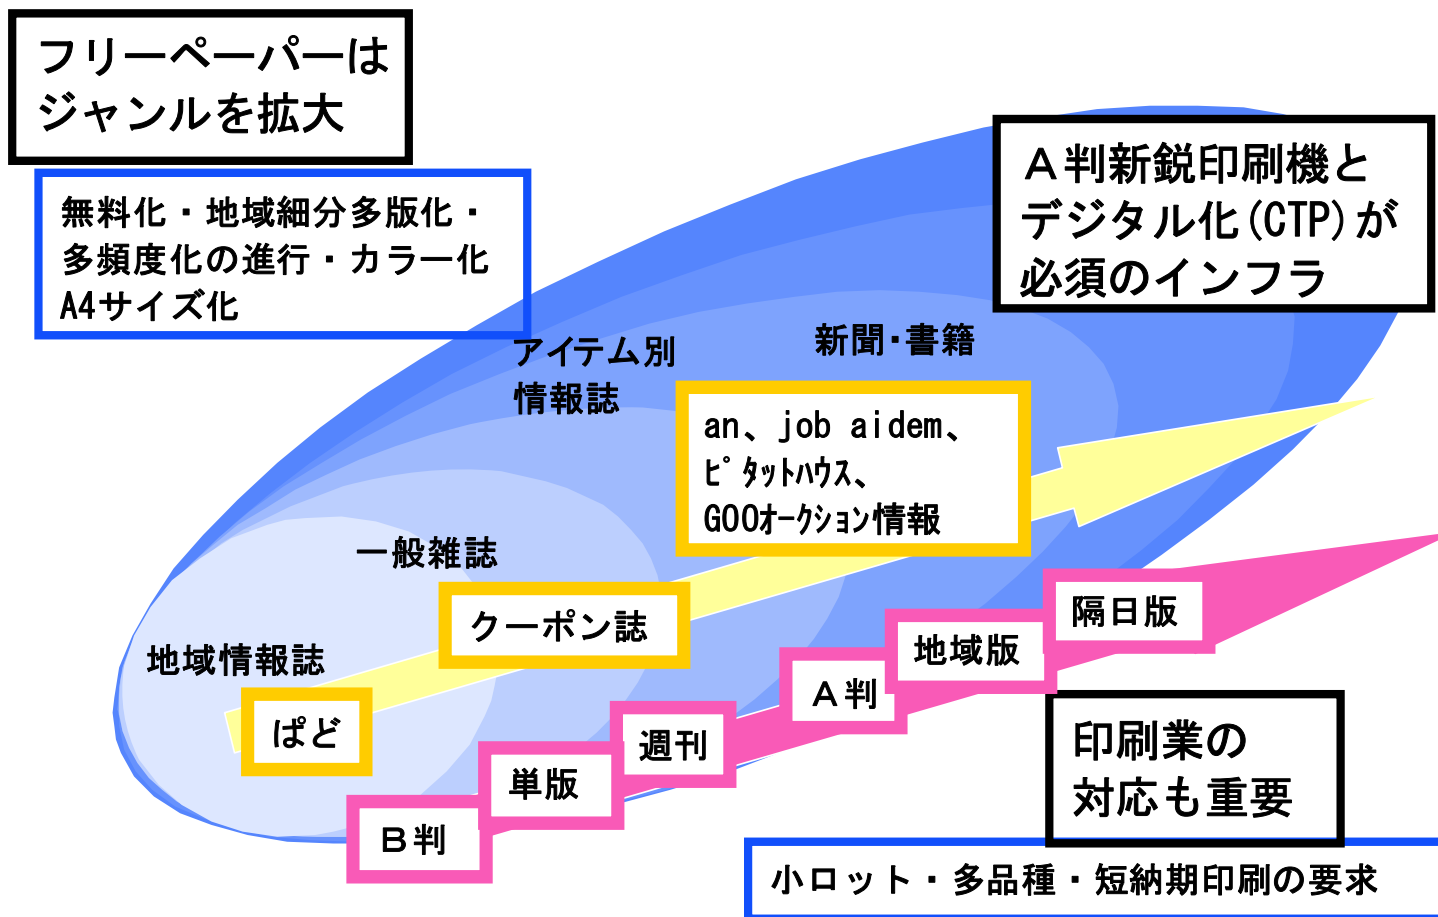 フリーペーパーは
ジャンルを拡大
無料化・地域細分多版化・
多頻度化の進行・カラー化
A4サイズ化
A判新鋭印刷機と
デジタル化(CTP)が
必須のインフラ
アイテム別
情報誌
新聞・書籍
an、job aidem、
ﾋﾟﾀｯﾄﾊｳｽ、
GOOｵｰｸｼｮﾝ情報
一般雑誌
クーポン誌
地域情報誌
ぱど
隔日版
地域版
A判
週刊
単版
B判
印刷業の
対応も重要
小ロット・多品種・短納期印刷の要求